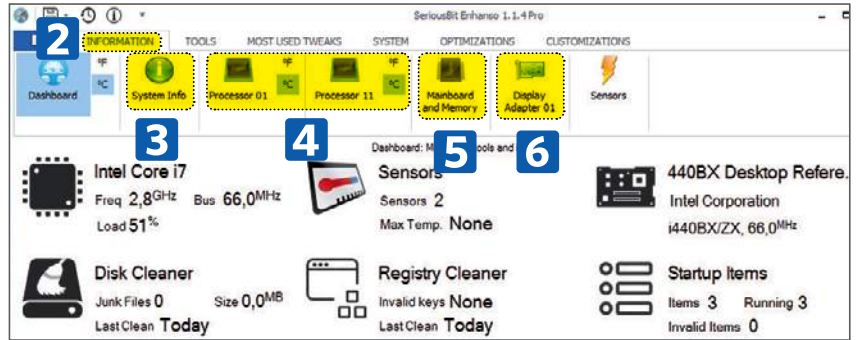 SeriousBit Enhanso 1.1.4 Pro
2 INFORMATION TOOLS MOST USED TWEAKS SYSTEM OPTIMIZATIONS CUSTOMIZATIONS
°F °F °F
°C °C °C
Dashboard System Info Processor 01 Processor 11 Mainboard and Memory Display Adapter 01 Sensors
3 4 5 6
Dashboard:
Intel Core i7 Sensors 440BX Desktop Refere.
Freq 2,8GHz Bus 66,0MHz Sensors 2 Intel Corporation
Load 51% Max Temp. None i440BX/ZX, 66,0MHz
Disk Cleaner Registry Cleaner Startup Items
Junk Files 0 Size 0,0MB Invalid keys None Items 3 Running 3
Last Clean Today Last Clean Today Invalid Items 0